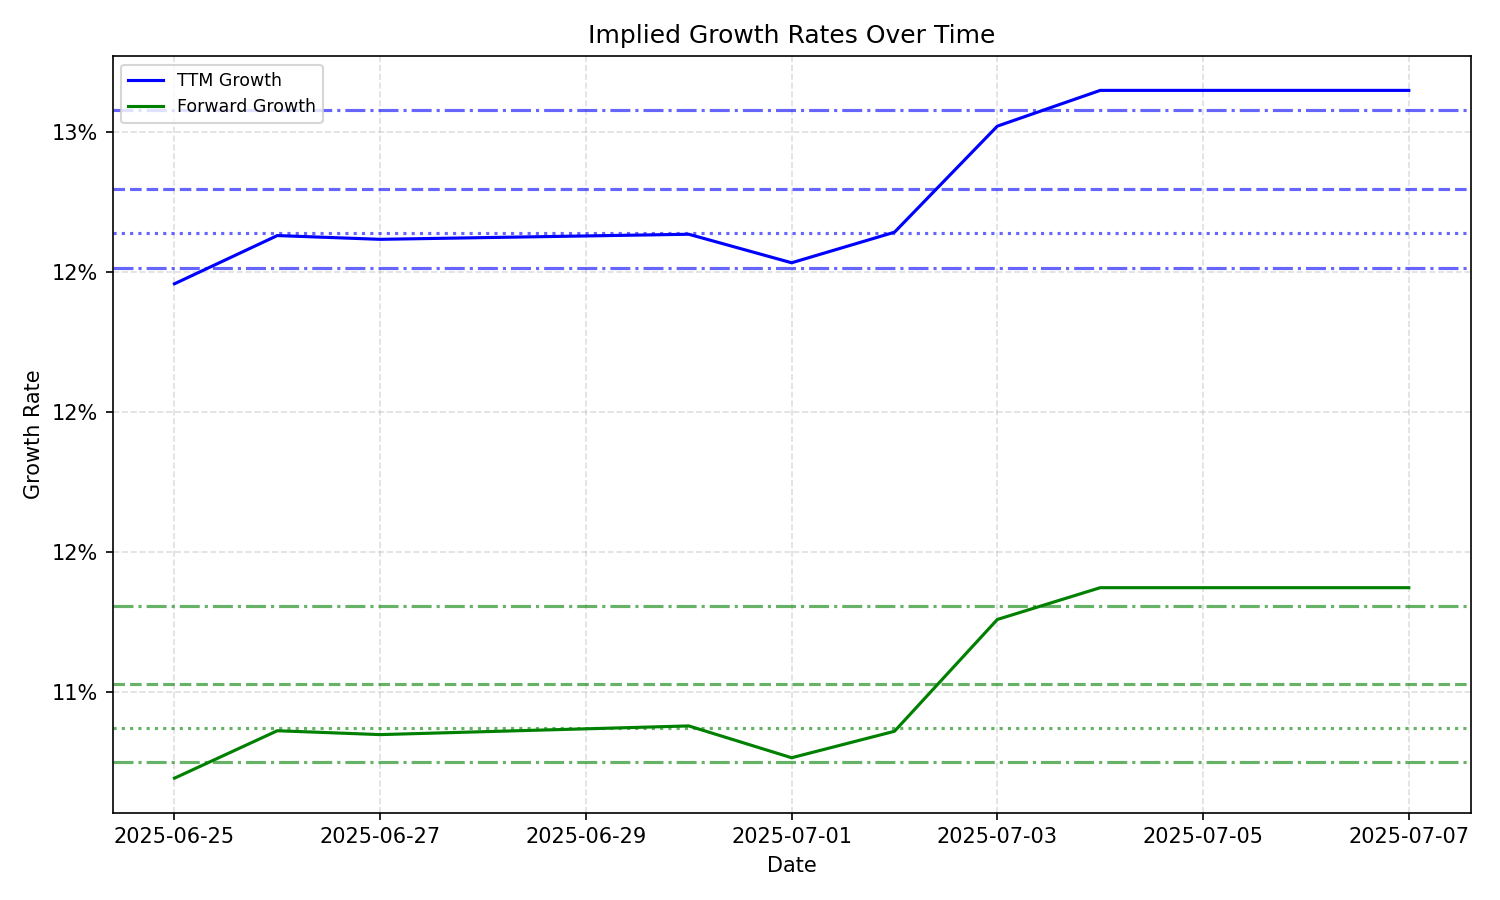 Implied Growth Rates Over Time
TTM Growth
Forward Growth
13%
12%
12%
12%
11%
Growth Rate
2025-06-25
2025-06-27
2025-06-29
2025-07-01
2025-07-03
2025-07-05
2025-07-07
Date